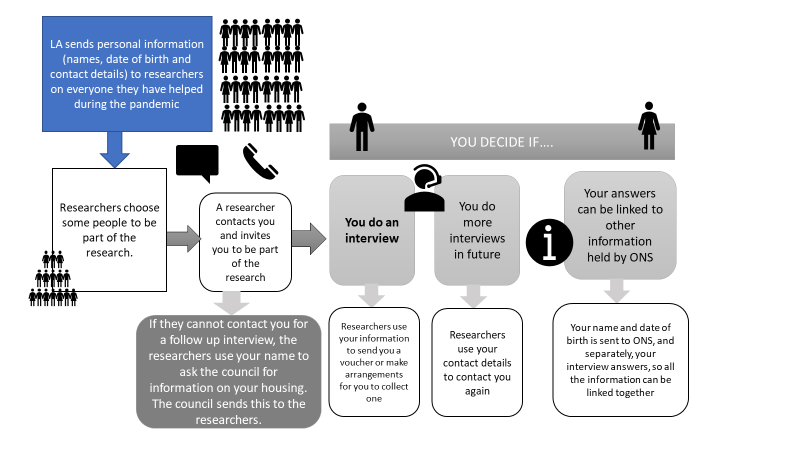 LA sends personal information
(names, date of birth and
contact details) to researchers
on everyone they have helped
during the pandemic
YOU DECIDE IF....
Researchers choose
some people to be
part of the
research.
A researcher
contacts you
and invites
you to be part
of the
research
You do an
interview
You do
more
interviews
in future
i
Your answers
can be linked to
other
information
held by ONS
If they cannot contact you for
a follow up interview, the
researchers use your name to
ask the council for
information on your housing.
The council sends this to the
researchers.
Researchers use
your information
to send you a
voucher or make
arrangements
for you to collect
one
Researchers
use your
contact details
to contact you
again
Your name and date of
birth is sent to ONS, and
separately, your
interview answers, so all
the information can be
linked together